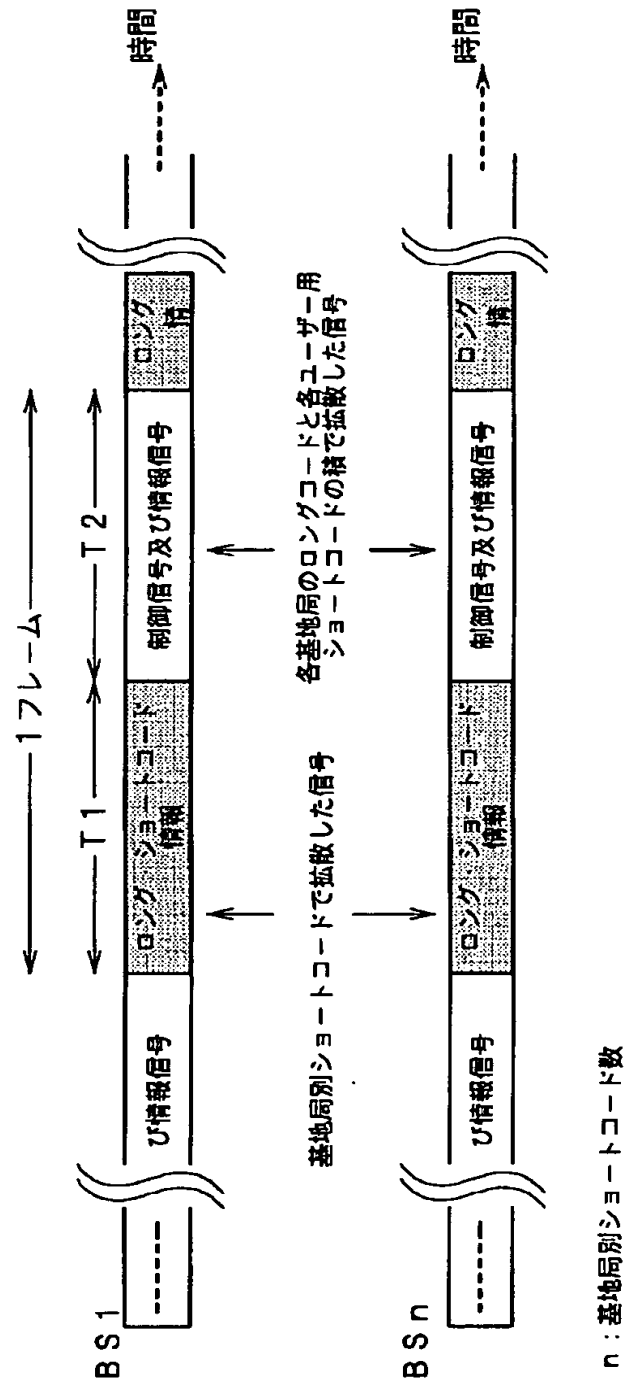 1フレーム
T1
T2
BS1
び情報信号
ロング・ショートコード
情報
制御信号及び情報信号
ロング・
情
時間
基地局別ショートコードで拡散した信号
各基地局のロングコードと各ユーザー用
ショートコードの積で拡散した信号
BSn
び情報信号
ロング・ショートコード
情報
制御信号及び情報信号
ロング・
情
時間
n：基地局別ショートコード数